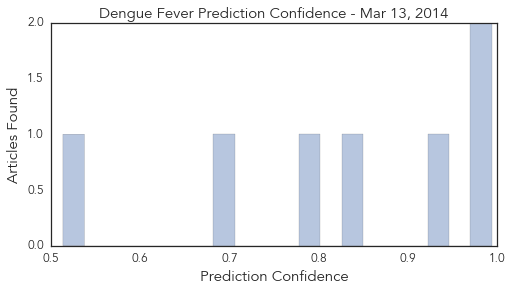 Dengue Fever Prediction Confidence - Mar 13, 2014
2.0
1.5
1.0
0.5
0.0
Articles Found
0.5 0.6 0.7 0.8 0.9 1.0
Prediction Confidence